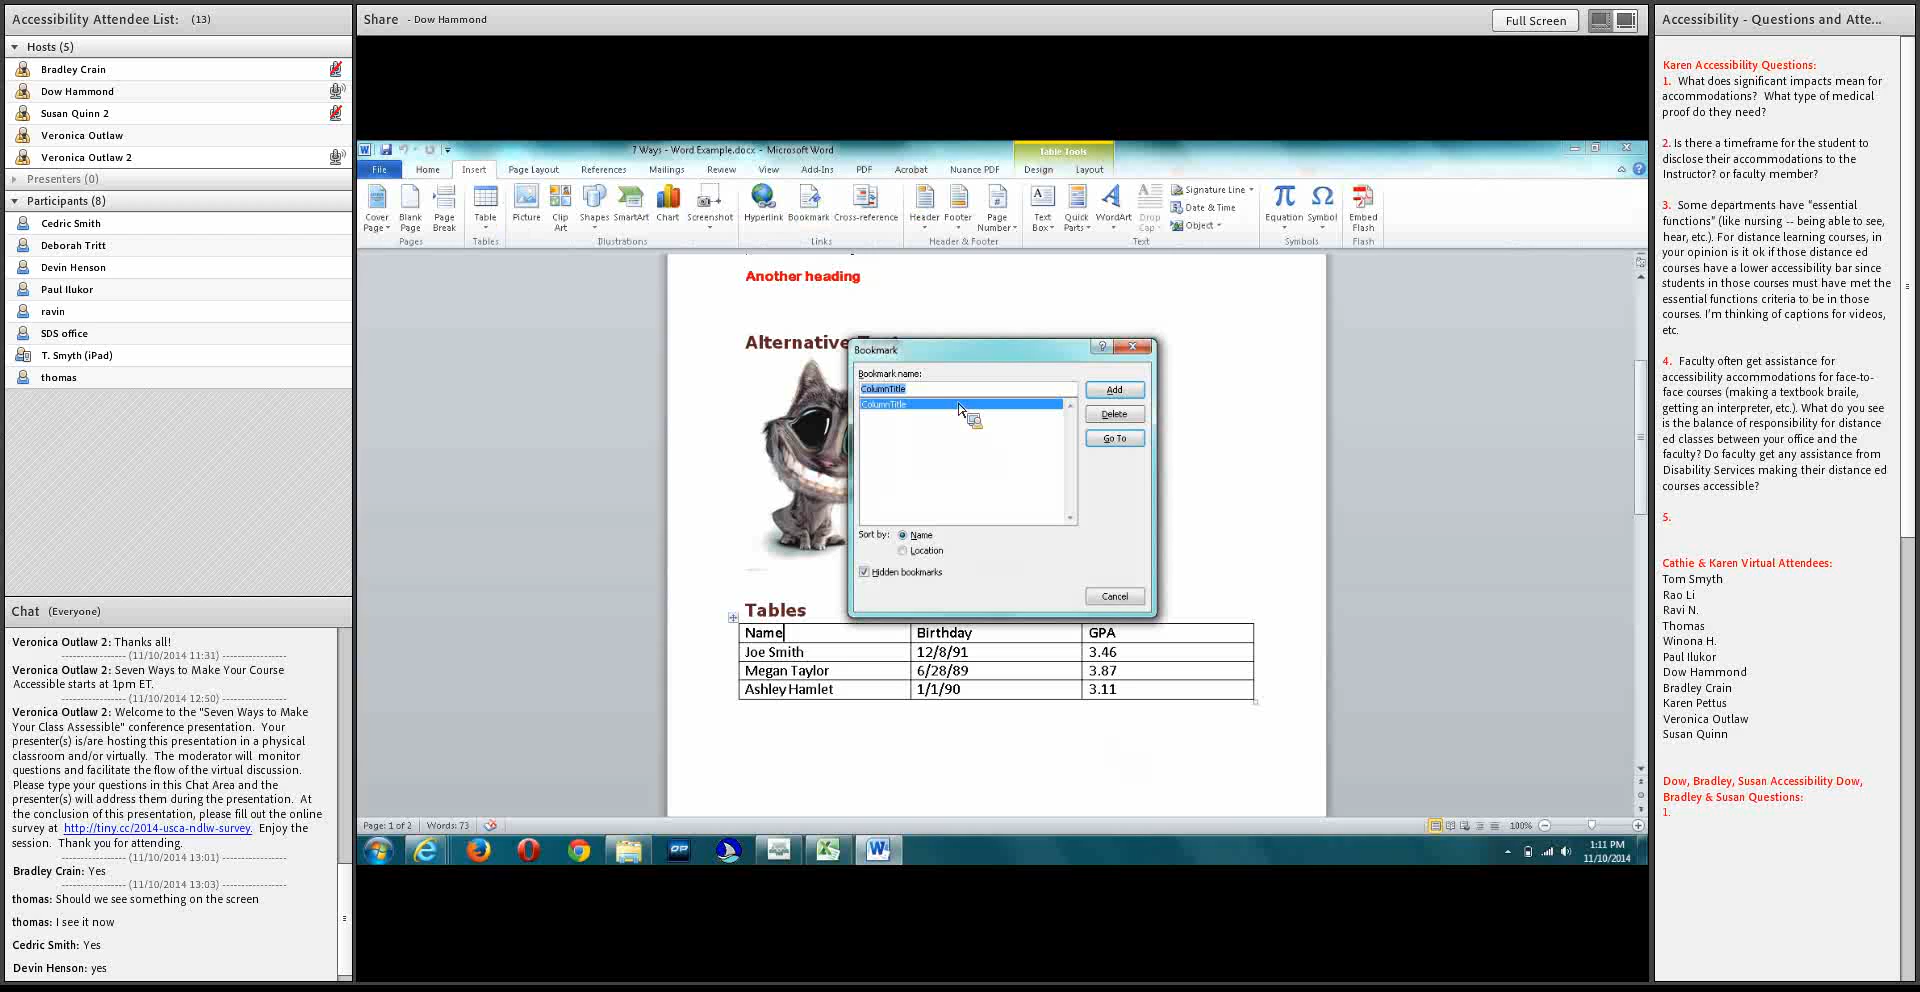 Accessibility Attendee List: (13)
Hosts (5)
Bradley Crain
Dow Hammond
Susan Quinn 2
Veronica Outlaw
Veronica Outlaw 2
Presenters (0)
Participants (8)
Cedric Smith
Deborah Tritt
Devin Henson
Paul Ilukor
ravin
SDS office
T. Smyth (iPad)
thomas
Chat (Everyone)
Veronica Outlaw 2: Thanks all!
------------------ (11/10/2014 11:31) ------------------
Veronica Outlaw 2: Seven Ways to Make Your Course
Accessible starts at 1pm ET.
------------------ (11/10/2014 12:50) ------------------
Veronica Outlaw 2: Welcome to the "Seven Ways to Make
Your Class Assessible" conference presentation. Your
presenter(s) is/are hosting this presentation in a physical
classroom and/or virtually. The moderator will monitor
questions and facilitate the flow of the virtual discussion.
Please type your questions in this Chat Area and the
presenter(s) will address them during the presentation. At
the conclusion of this presentation, please fill out the online
survey at http://tiny.cc/2014-usca-ndlw-survey. Enjoy the
session. Thank you for attending.
------------------ (11/10/2014 13:01) ------------------
Bradley Crain: Yes
------------------ (11/10/2014 13:03) ------------------
thomas: Should we see something on the screen
thomas: I see it now
Cedric Smith: Yes
Devin Henson: yes
Share - Dow Hammond
Full Screen
7 Ways - Word Example.docx - Microsoft Word
Table Tools
File Home Insert Page Layout References Mailings Review View Add-Ins PDF Acrobat Nuance PDF Design Layout
Cover Page
Blank Page
Page Break
Pages
Table
Tables
Picture
Clip Art
Shapes
SmartArt
Chart
Screenshot
Illustrations
Hyperlink
Bookmark
Cross-reference
Links
Header
Footer
Page Number
Header & Footer
Text Box
Quick Parts
WordArt
Drop Cap
Signature Line
Date & Time
Object
Text
Equation
Symbol
Symbols
Embed Flash
Flash
Another heading
Alternative
Bookmark
Bookmark name:
ColumnTitle
ColumnTitle
Add
Delete
Go To
Sort by: Name
Location
Hidden bookmarks
Cancel
Tables
Name Birthday GPA
Joe Smith 12/8/91 3.46
Megan Taylor 6/28/89 3.87
Ashley Hamlet 1/1/90 3.11
Page: 1 of 2 Words: 73
100%
1:11 PM
11/10/2014
Accessibility - Questions and Atte...
Karen Accessibility Questions:
1. What does significant impacts mean for
accommodations? What type of medical
proof do they need?
2. Is there a timeframe for the student to
disclose their accommodations to the
Instructor? or faculty member?
3. Some departments have "essential
functions" (like nursing -- being able to see,
hear, etc.). For distance learning courses, in
your opinion is it ok if those distance ed
courses have a lower accessibility bar since
students in those courses must have met the
essential functions criteria to be in those
courses. I'm thinking of captions for videos,
etc.
4. Faculty often get assistance for
accessibility accommodations for face-to-
face courses (making a textbook braile,
getting an interpreter, etc.). What do you see
is the balance of responsibility for distance
ed classes between your office and the
faculty? Do faculty get any assistance from
Disability Services making their distance ed
courses accessible?
5.
Cathie & Karen Virtual Attendees:
Tom Smyth
Rao Li
Ravi N.
Thomas
Winona H.
Paul Ilukor
Dow Hammond
Bradley Crain
Karen Pettus
Veronica Outlaw
Susan Quinn
Dow, Bradley, Susan Accessibility Dow,
Bradley & Susan Questions:
1.